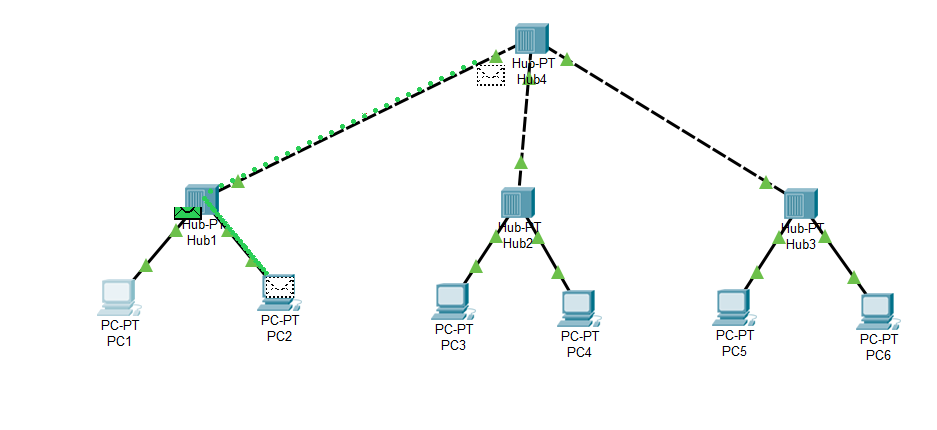 Hub-PT
Hub4
Hub-PT
Hub1
Hub-PT
Hub2
Hub-PT
Hub3
PC-PT
PC1
PC-PT
PC2
PC-PT
PC3
PC-PT
PC4
PC-PT
PC5
PC-PT
PC6